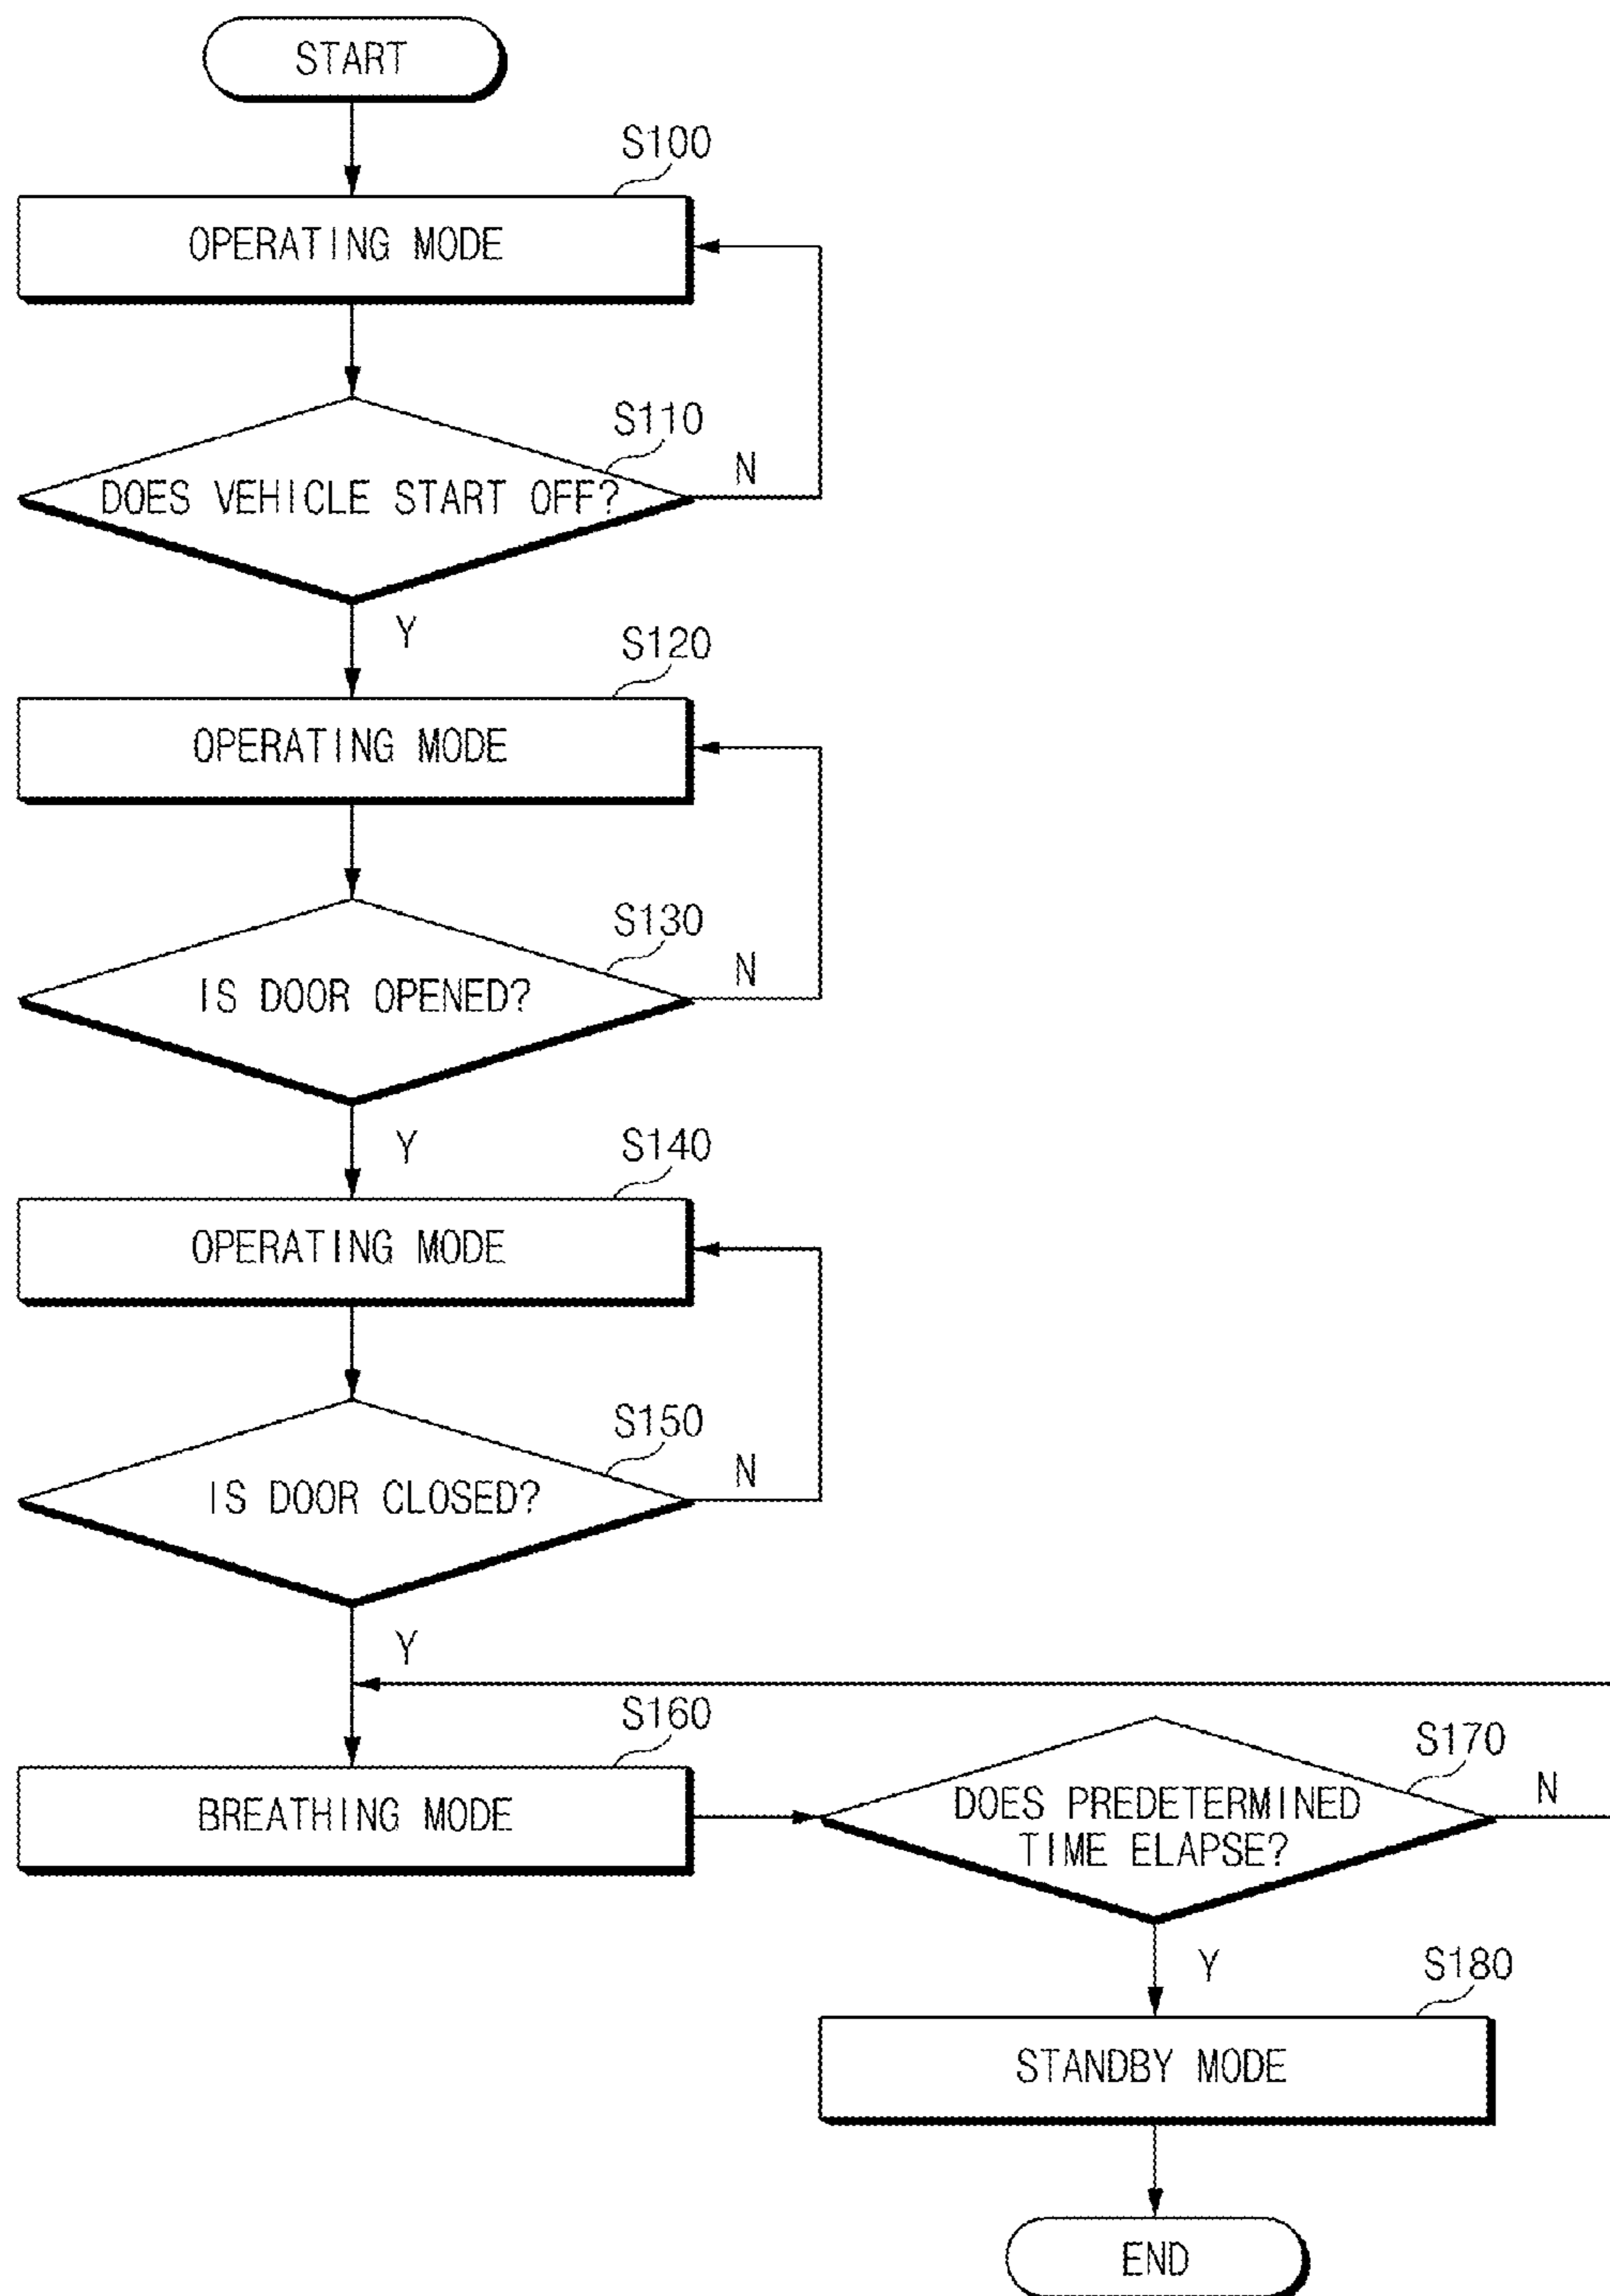 START
S100
OPERATING MODE
S110
DOES VEHICLE START OFF?
N
Y
S120
OPERATING MODE
S130
IS DOOR OPENED?
N
Y
S140
OPERATING MODE
S150
IS DOOR CLOSED?
N
Y
S160
BREATHING MODE
S170
DOES PREDETERMINED
TIME ELAPSE?
N
Y
S180
STANDBY MODE
END